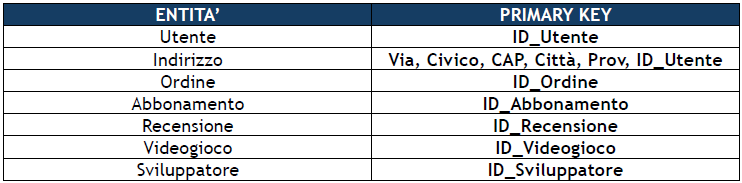 ENTITA’ PRIMARY KEY
Utente ID_Utente
Indirizzo Via, Civico, CAP, Città, Prov, ID_Utente
Ordine ID_Ordine
Abbonamento ID_Abbonamento
Recensione ID_Recensione
Videogioco ID_Videogioco
Sviluppatore ID_Sviluppatore